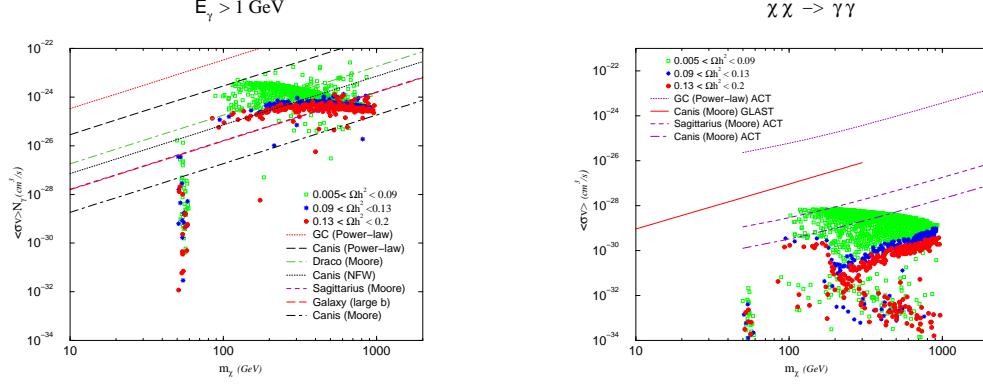 E_γ > 1 GeV
10^−22
10^−24
10^−26
10^−28
10^−30
10^−32
10^−34
<σv>N_γ (cm^3/s)
0.005< Ωh^2 < 0.09
0.09 < Ωh^2 <0.13
0.13 < Ωh^2 < 0.2
GC (Power−law)
Canis (Power−law)
Draco (Moore)
Canis (NFW)
Sagittarius (Moore)
Galaxy (large b)
Canis (Moore)
10 100 1000
m_χ (GeV)
χ χ −> γ γ
10^−22
10^−24
10^−26
10^−28
10^−30
10^−32
10^−34
<σv> (cm^3/s)
0.005 < Ωh^2 < 0.09
0.09 < Ωh^2 < 0.13
0.13 < Ωh^2 < 0.2
GC (Power−law) ACT
Canis (Moore) GLAST
Sagittarius (Moore) ACT
Canis (Moore) ACT
10 100 1000
m_χ (GeV)